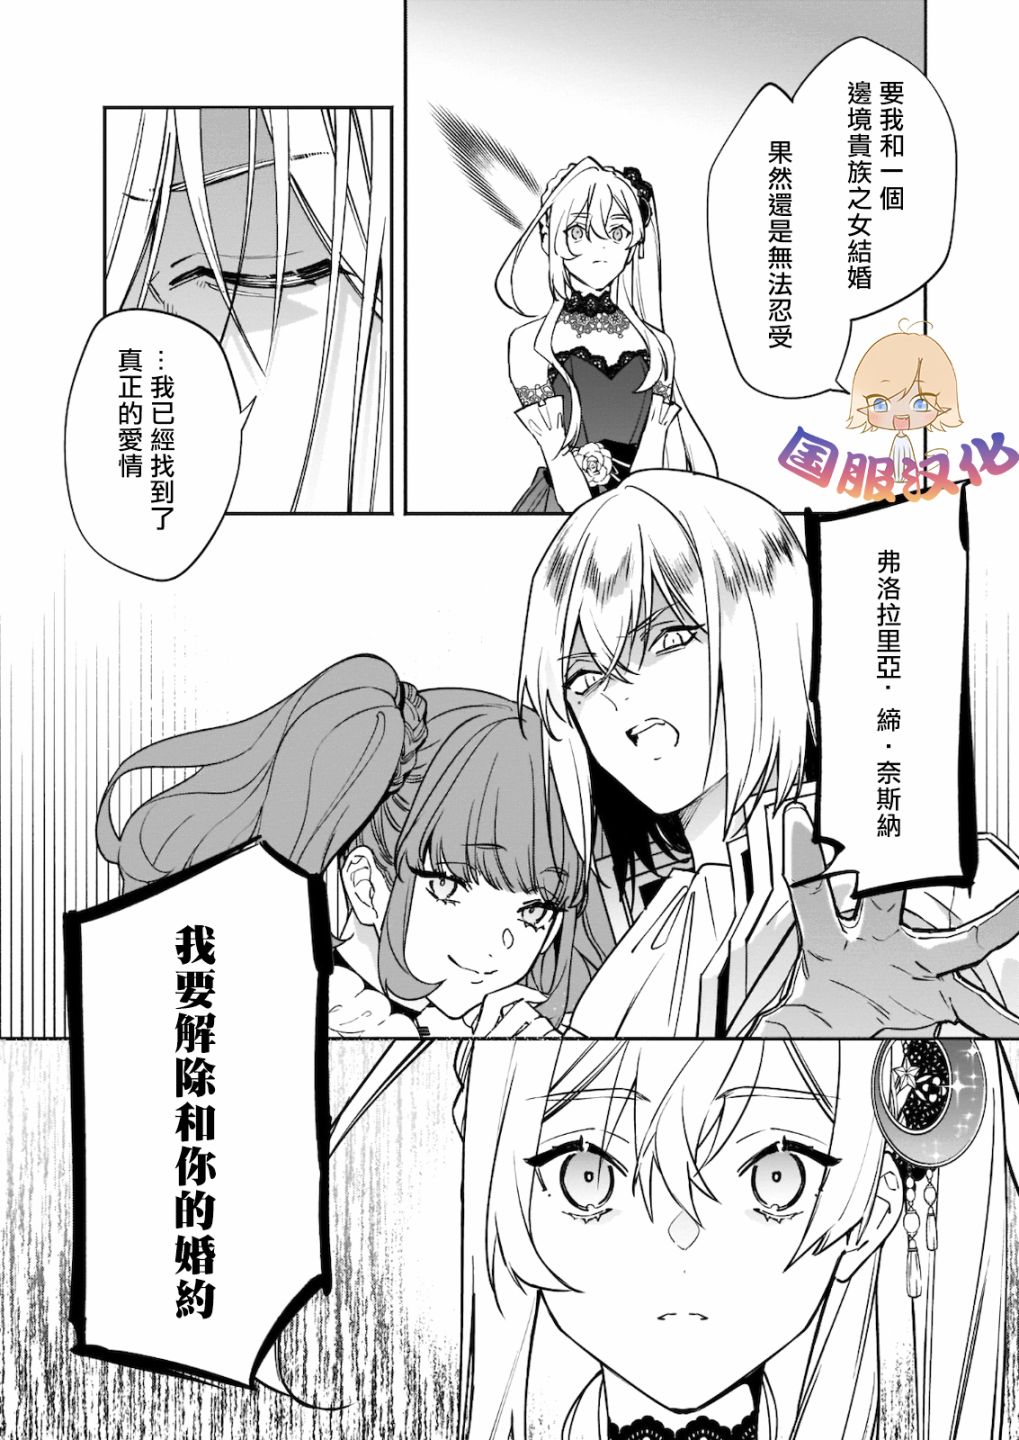 要我和一個
邊境貴族之女結婚
果然還是無法忍受
…我已經找到了
真正的愛情
国服汉化
弗洛拉里亞．締．奈斯納
我要解除和你的婚約